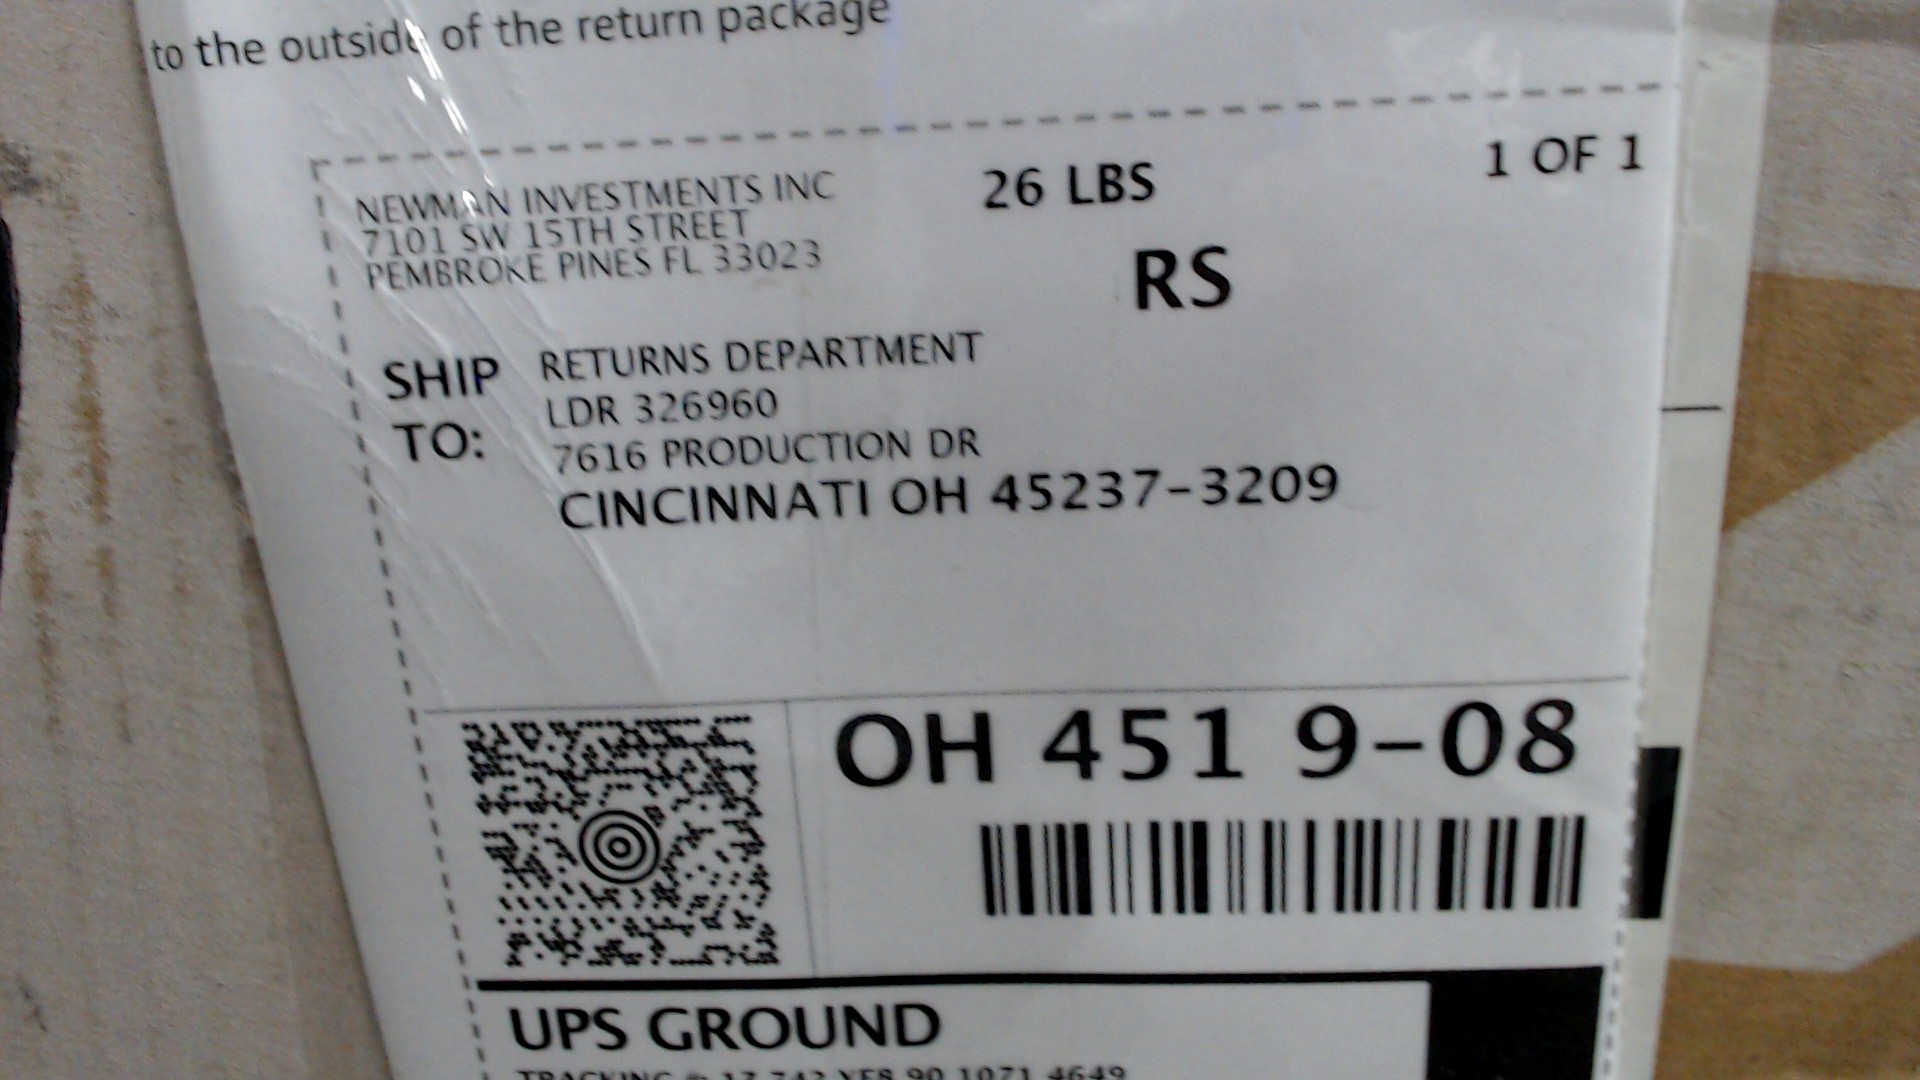 to the outside of the return package
NEWMAN INVESTMENTS INC
7101 SW 15TH STREET
PEMBROKE PINES FL 33023
26 LBS
1 OF 1
RS
SHIP TO:
RETURNS DEPARTMENT
LDR 326960
7616 PRODUCTION DR
CINCINNATI OH 45237-3209
OH 451 9-08
UPS GROUND